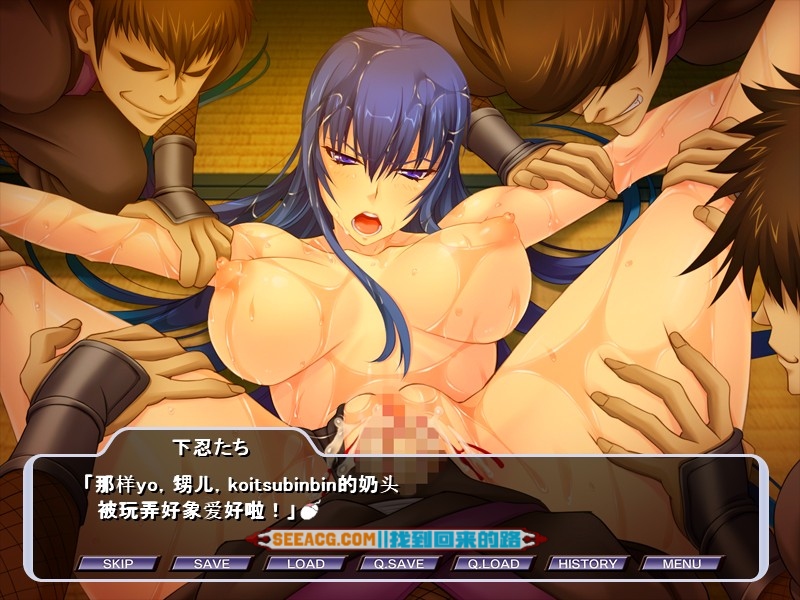 下忍たち
「那样yo, 甥儿, koitsubinbin的奶头
被玩弄好象爱好啦！」
SEEACG.COM||找到回来的路
SKIP
SAVE
LOAD
Q.SAVE
Q.LOAD
HISTORY
MENU